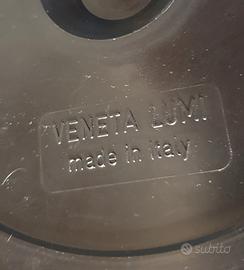 VENETA LUMI
made in italy
subito